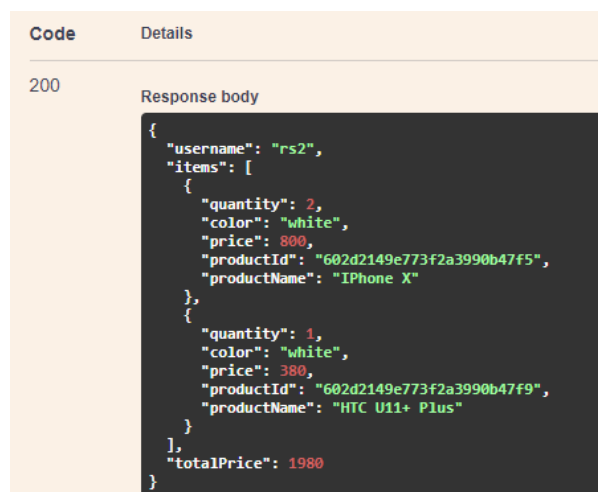 Code Details
200
Response body
{
"username": "rs2",
"items": [
{
"quantity": 2,
"color": "white",
"price": 800,
"productId": "602d2149e773f2a3990b47f5",
"productName": "IPhone X"
},
{
"quantity": 1,
"color": "white",
"price": 380,
"productId": "602d2149e773f2a3990b47f9",
"productName": "HTC U11+ Plus"
}
],
"totalPrice": 1980
}